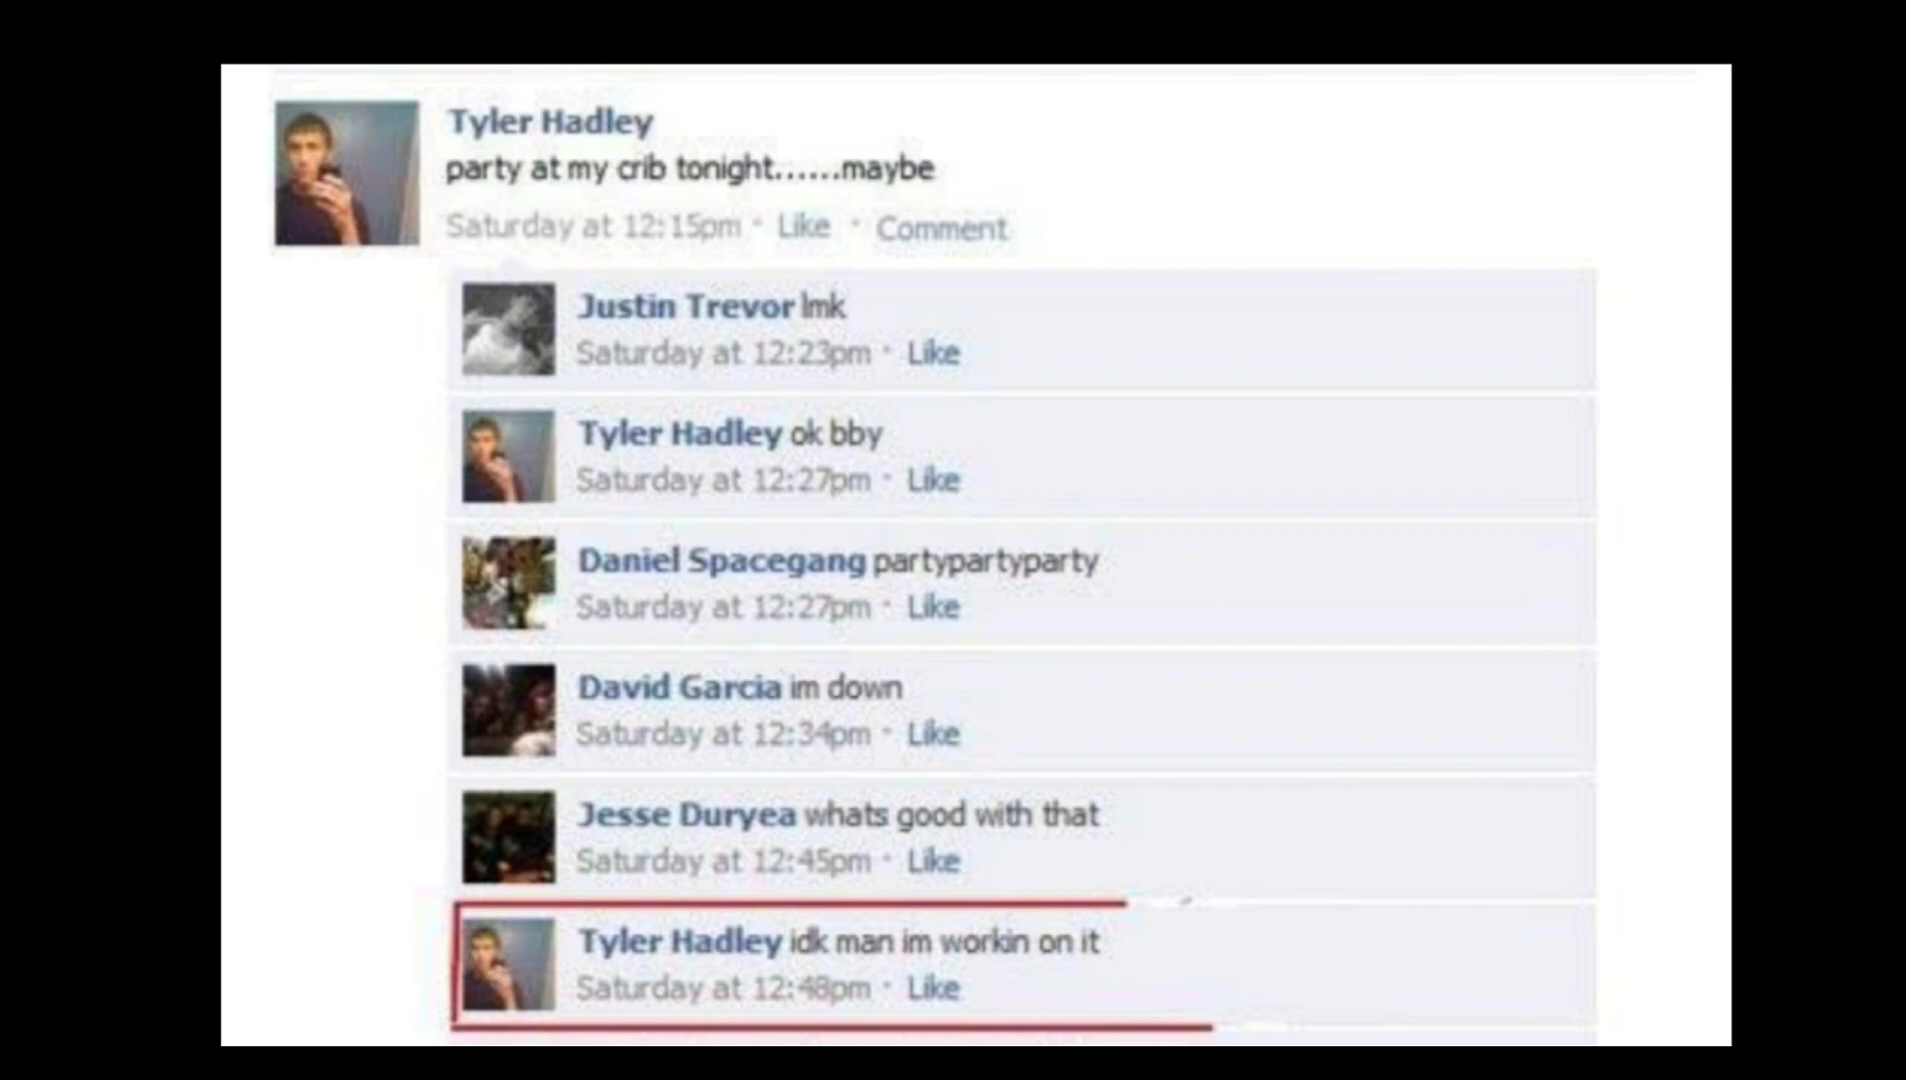 Tyler Hadley
party at my crib tonight......maybe
Saturday at 12:15pm · Like · Comment
Justin Trevor lmk
Saturday at 12:23pm · Like
Tyler Hadley ok bby
Saturday at 12:27pm · Like
Daniel Spacegang partypartyparty
Saturday at 12:27pm · Like
David Garcia im down
Saturday at 12:34pm · Like
Jesse Duryea whats good with that
Saturday at 12:45pm · Like
Tyler Hadley idk man im workin on it
Saturday at 12:48pm · Like